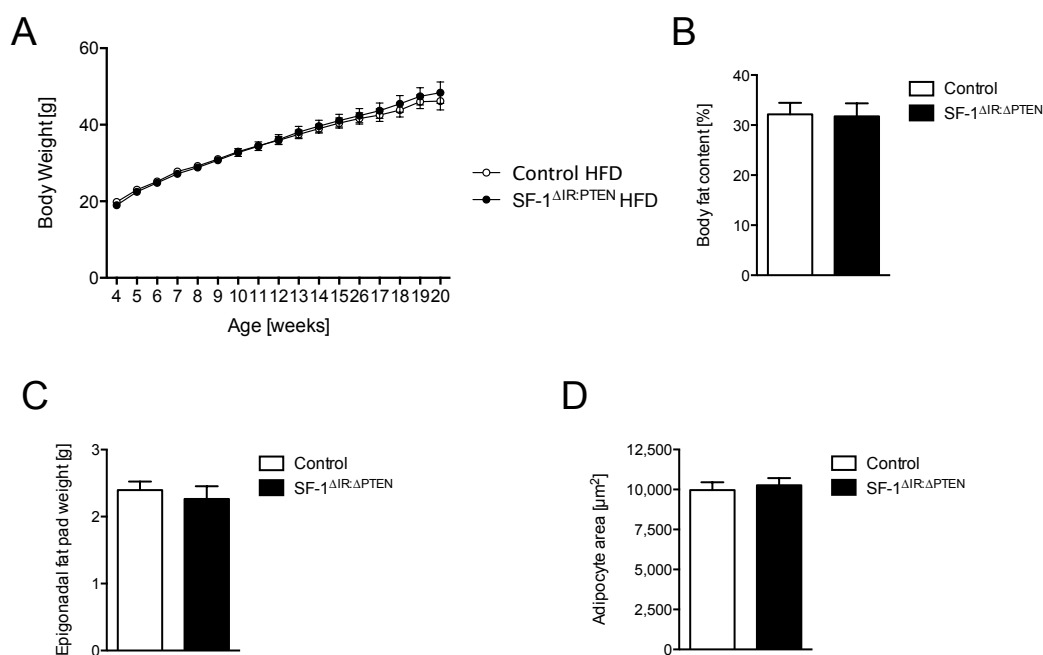 A
Body Weight [g]
60
40
20
0
4 5 6 7 8 9 10 11 12 13 14 15 26 17 18 19 20
Age [weeks]
Control HFD
SF-1ΔIR:PTEN HFD
B
Body fat content [%]
40
30
20
10
0
Control
SF-1ΔIR:ΔPTEN
C
Epigonadal fat pad weight [g]
3
2
1
0
Control
SF-1ΔIR:ΔPTEN
D
Adipocyte area [µm²]
12,500
10,000
7,500
5,000
2,500
0
Control
SF-1ΔIR:ΔPTEN